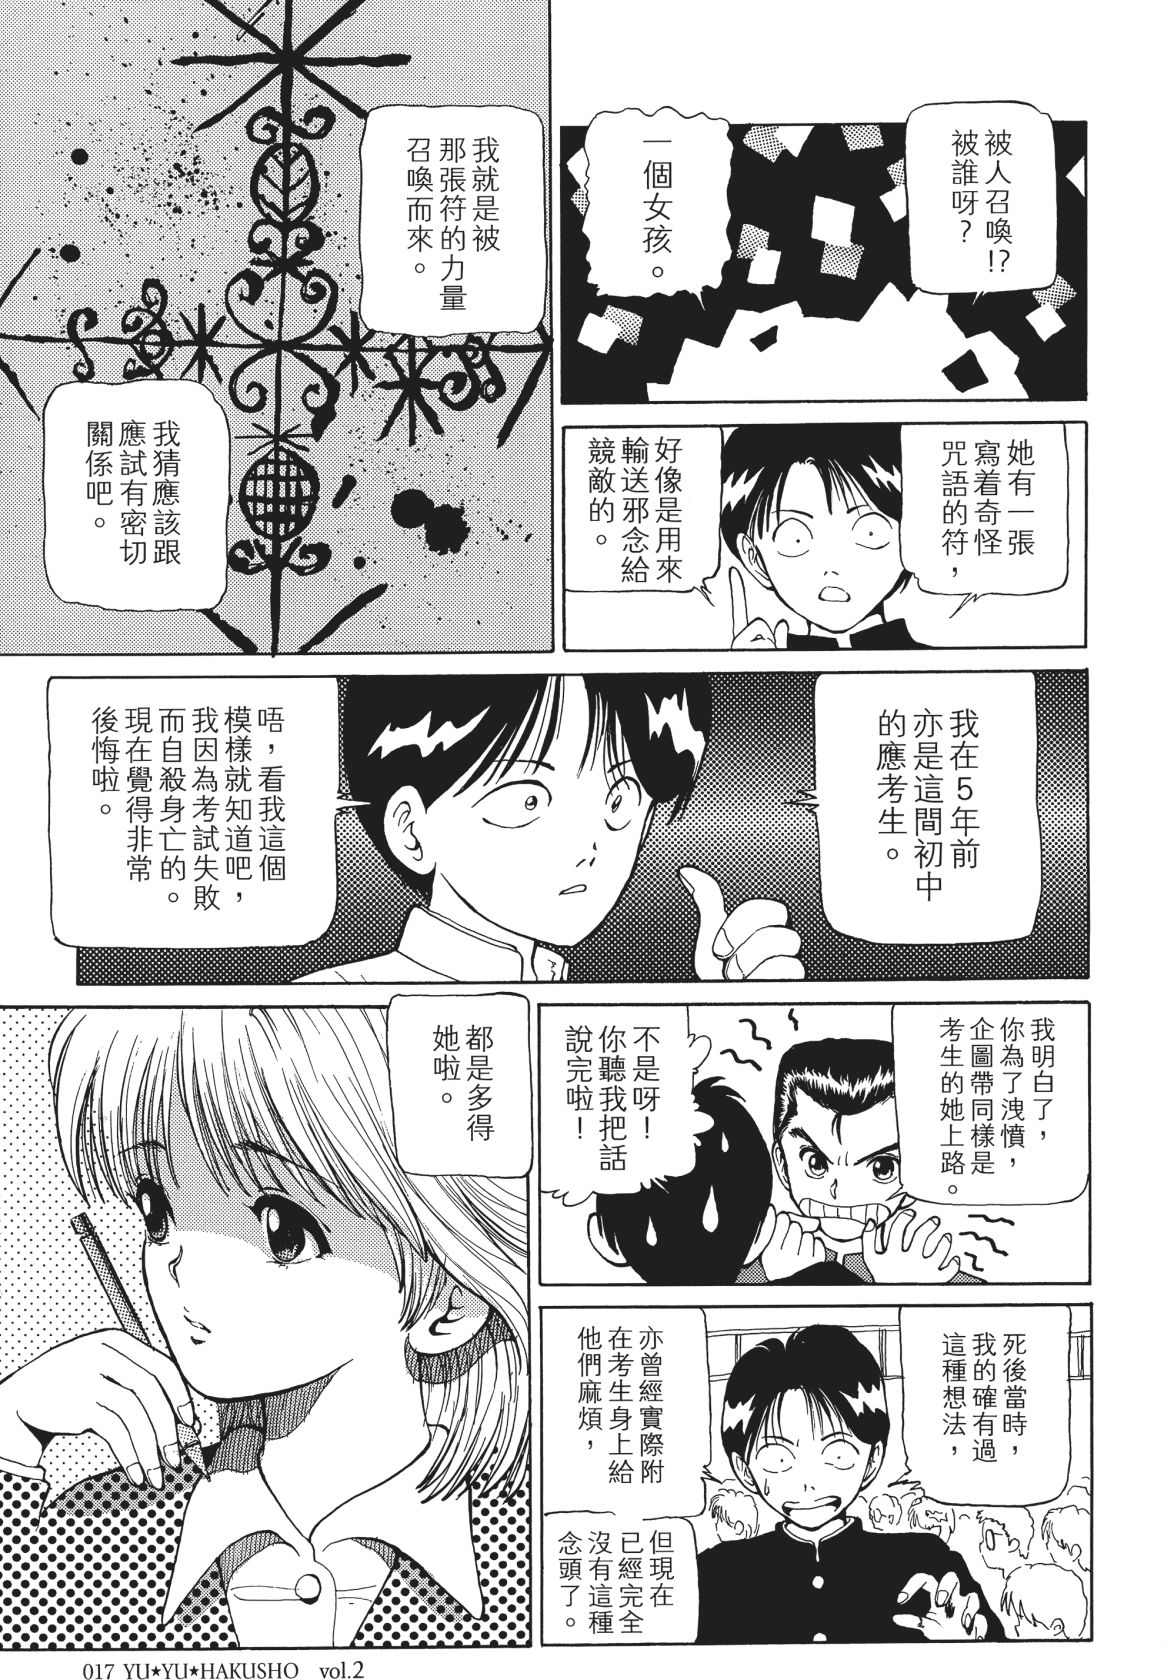 被人召喚!?
被誰呀?
一個女孩。
她有一張
寫着奇怪
咒語的符，
好像是用來
輸送邪念給
競敵的。
我就是被
那張符的力量
召喚而來。
我猜應該跟
應試有密切
關係吧。
我在5年前
亦是這間初中
的應考生。
唔，看我這個
模樣就知道吧，
我因為考試失敗
而自殺身亡的。
現在覺得非常
後悔啦。
我明白了，
你為了洩憤，
企圖帶同樣是
考生的她上路。
不是呀!
你聽我把話
說完啦!
死後當時，
我的確有過
這種想法，
亦曾經實際附
在考生身上給
他們麻煩，
但現在
已經完全
沒有這種
念頭了。
都是多得
她啦。
017 YU★YU★HAKUSHO vol.2